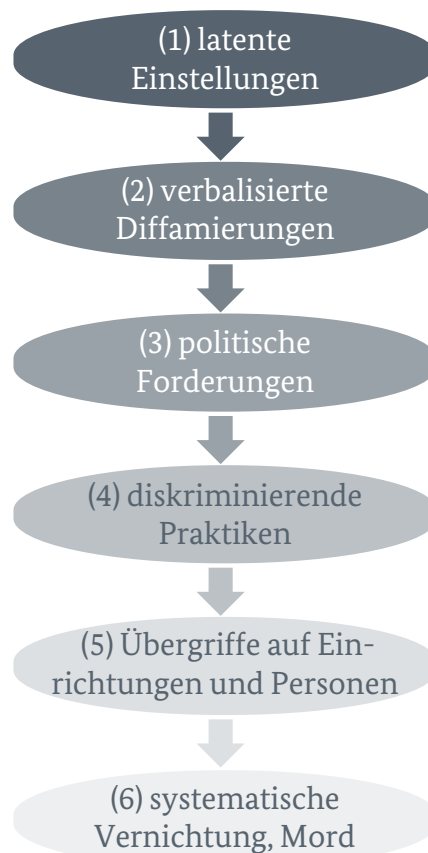 (1) latente
Einstellungen
(2) verbalisierte
Diffamierungen
(3) politische
Forderungen
(4) diskriminierende
Praktiken
(5) Übergriffe auf Ein-
richtungen und Personen
(6) systematische
Vernichtung, Mord